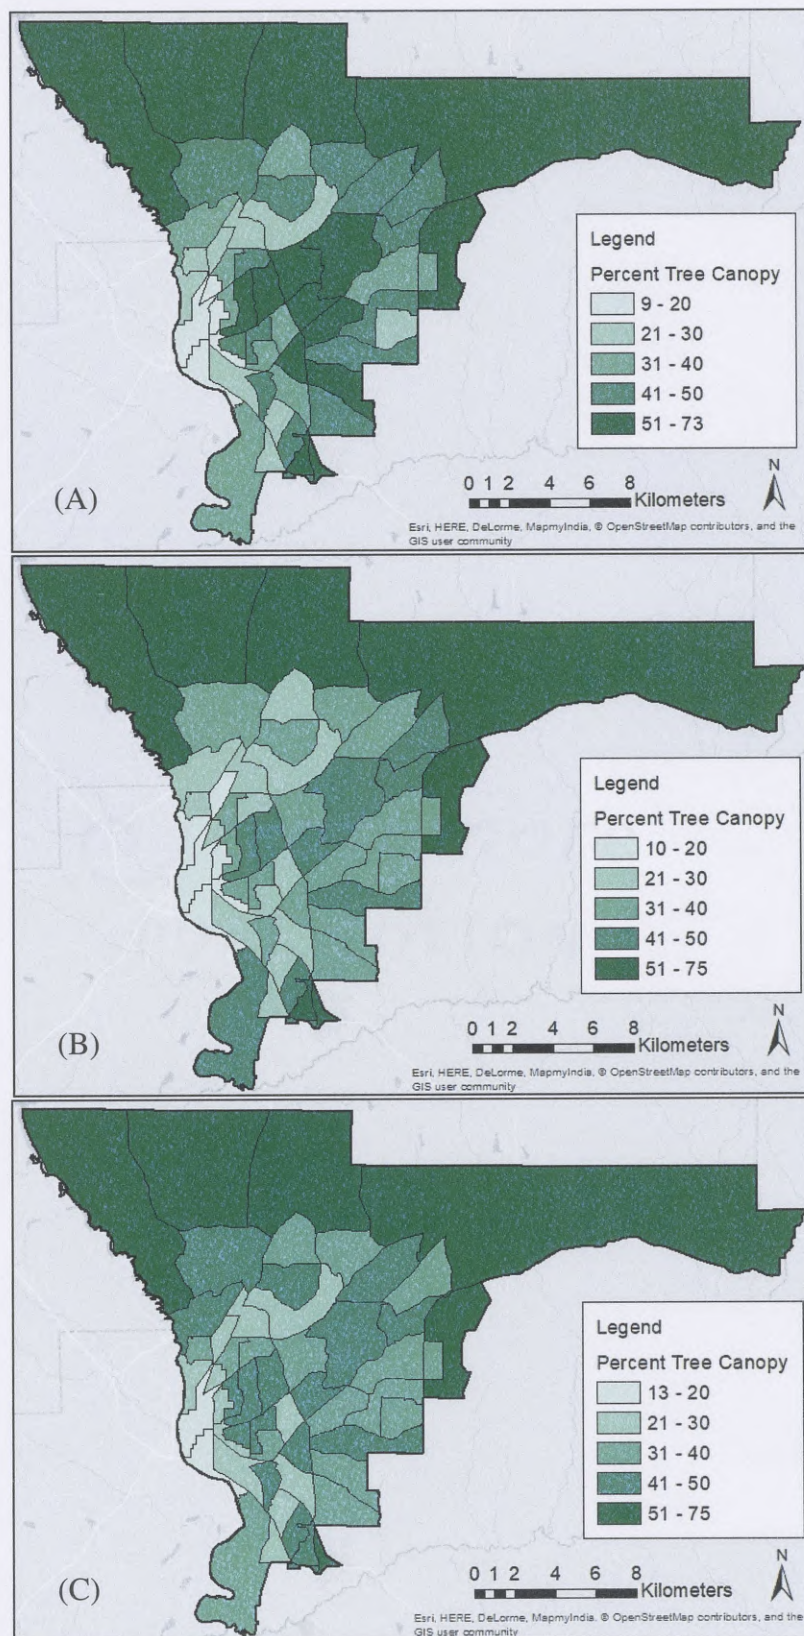 Legend
Percent Tree Canopy
9 - 20
21 - 30
31 - 40
41 - 50
51 - 73
N
0 1 2 4 6 8
Kilometers
(A)
Esri, HERE, DeLorme, MapmyIndia, © OpenStreetMap contributors, and the
GIS user community
Legend
Percent Tree Canopy
10 - 20
21 - 30
31 - 40
41 - 50
51 - 75
N
0 1 2 4 6 8
Kilometers
(B)
Esri, HERE, DeLorme, MapmyIndia, © OpenStreetMap contributors, and the
GIS user community
Legend
Percent Tree Canopy
13 - 20
21 - 30
31 - 40
41 - 50
51 - 75
N
0 1 2 4 6 8
Kilometers
(C)
Esri, HERE, DeLorme, MapmyIndia, © OpenStreetMap contributors, and the
GIS user community